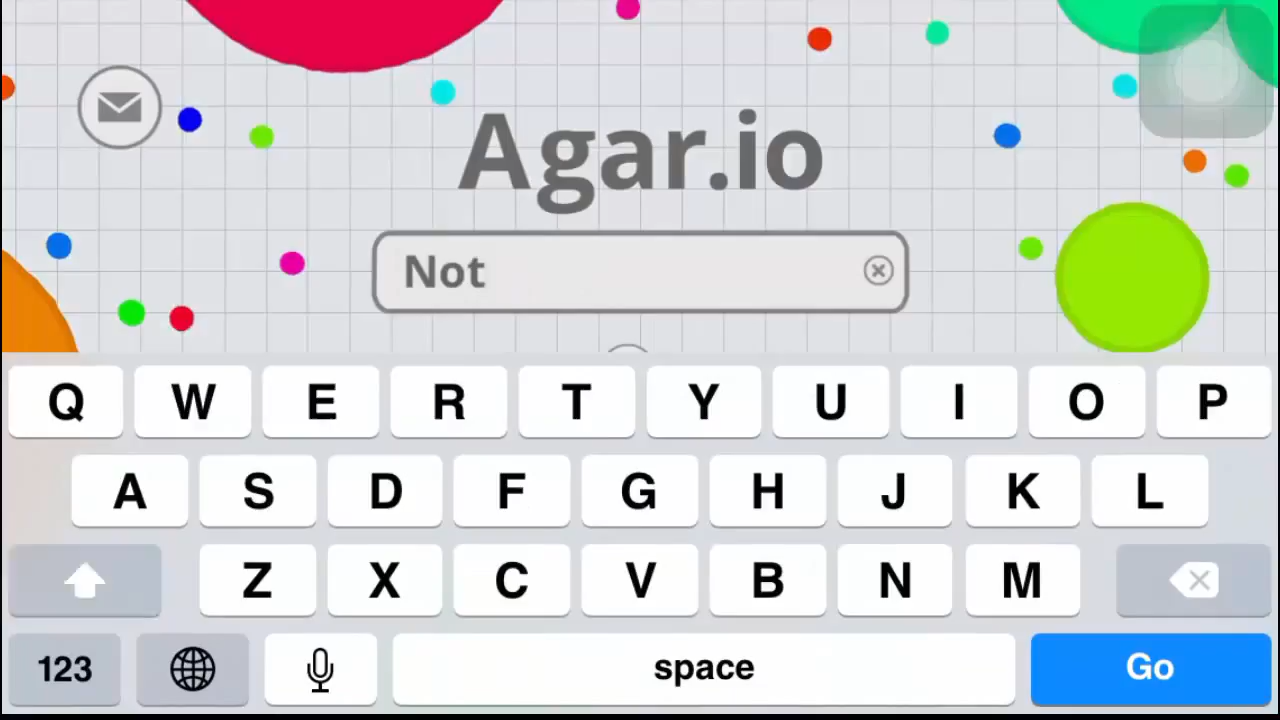 Agar.io
Not
Q W E R T Y U I O P
A S D F G H J K L
Z X C V B N M
123 space Go